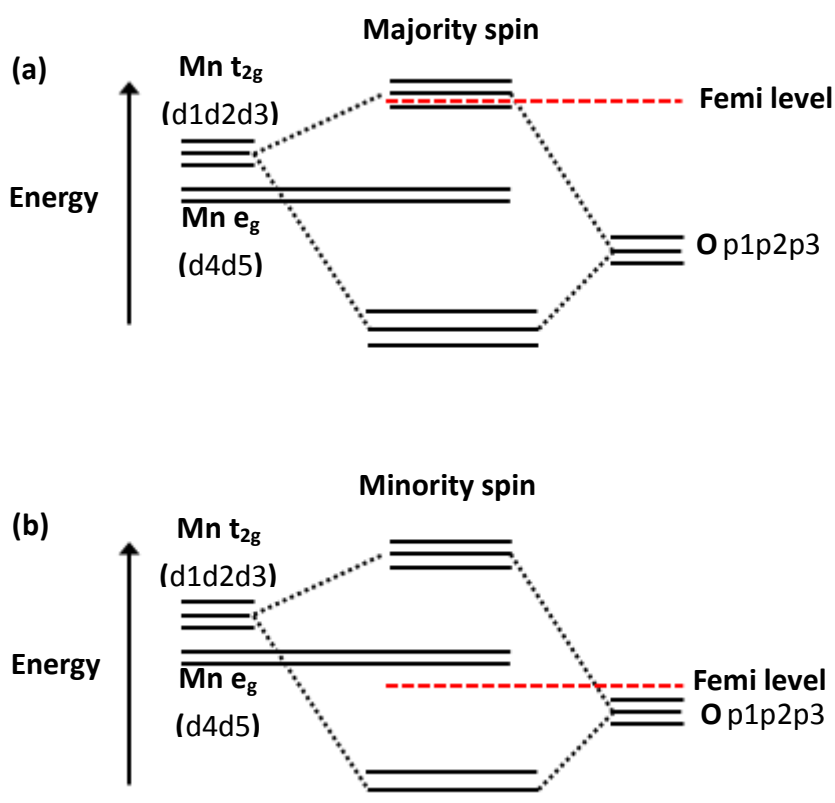 Majority spin
(a)
Mn t2g
(d1d2d3)
Femi level
Energy
Mn eg
(d4d5)
O p1p2p3
Minority spin
(b)
Mn t2g
(d1d2d3)
Energy
Mn eg
(d4d5)
Femi level
O p1p2p3